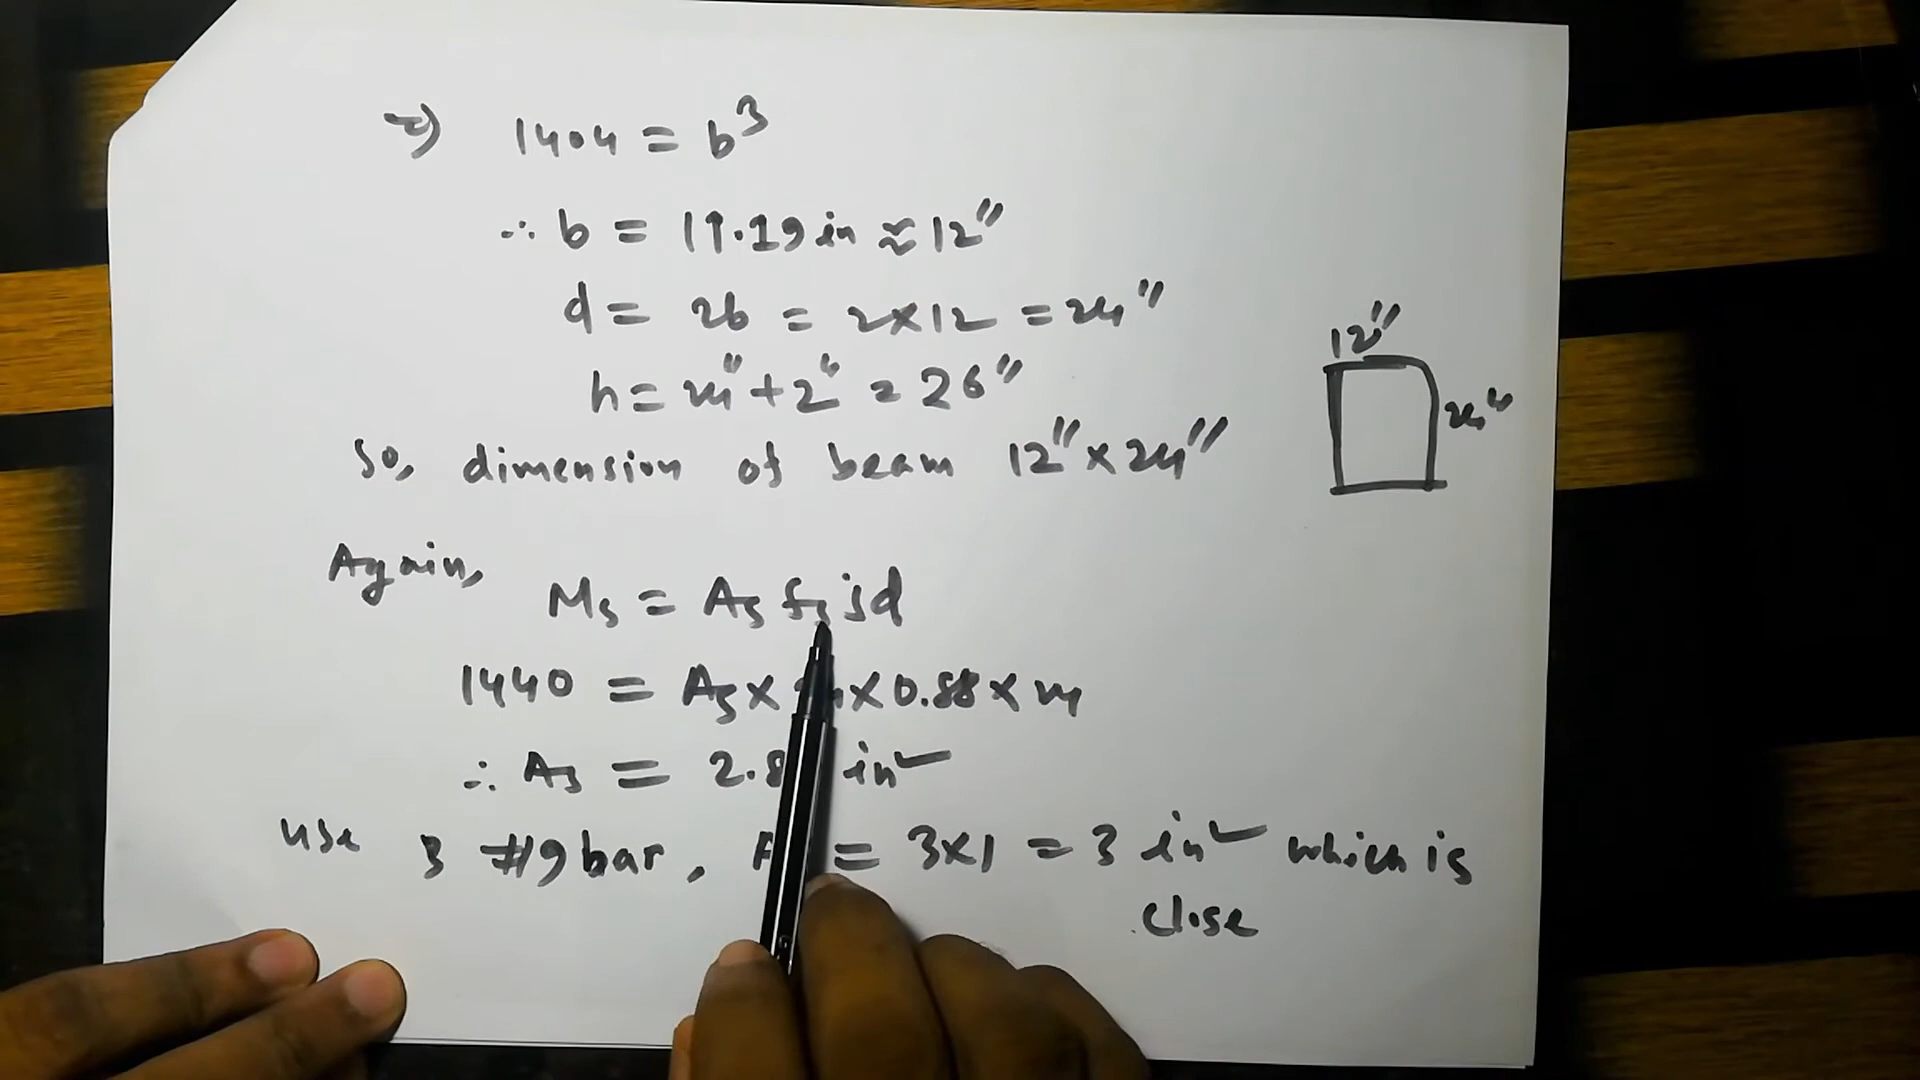 ⇒ 1404 = b³
∴ b = 11.19 in ≈ 12"
d = 2b = 2×12 = 24"
h = 24" + 2" = 26"
12"
24"
So, dimension of beam 12" × 24"
Again,
Ms = As fs jd
1440 = As × × 0.88 × 24
∴ As = 2.8 in²
use 3 #9 bar, = 3×1 = 3 in² which is
close